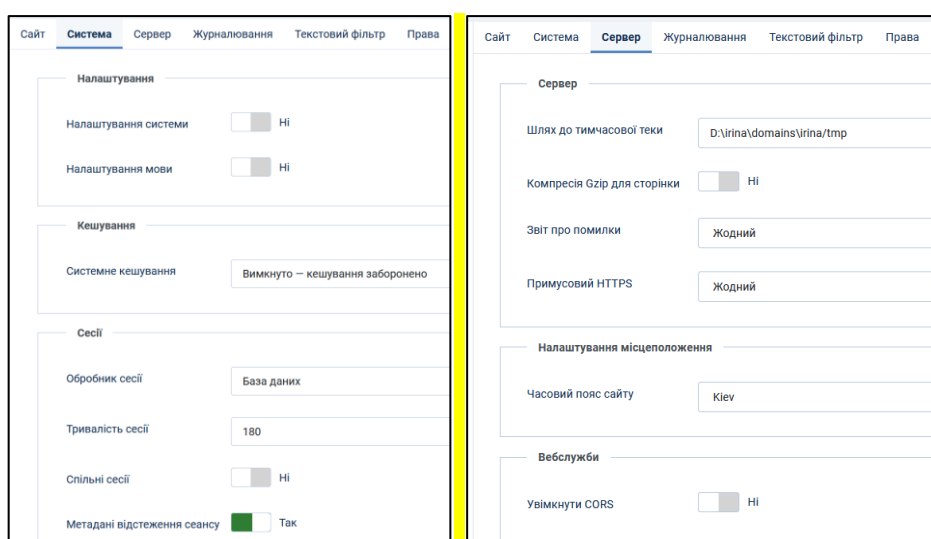 Сайт Система Сервер Журналювання Текстовий фільтр Права
Налаштування
Налаштування системи Ні
Налаштування мови Ні
Кешування
Системне кешування Вимкнуто — кешування заборонено
Сесії
Обробник сесії База даних
Тривалість сесії 180
Спільні сесії Ні
Метадані відстеження сеансу Так
Сайт Система Сервер Журналювання Текстовий фільтр Права
Сервер
Шлях до тимчасової теки D:\irina\domains\irina/tmp
Компресія Gzip для сторінки Ні
Звіт про помилки Жодний
Примусовий HTTPS Жодний
Налаштування місцеположення
Часовий пояс сайту Kiev
Вебслужби
Увімкнути CORS Ні